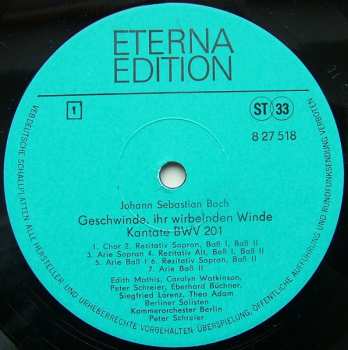 ETERNA
EDITION
1
ST 33
8 27 518
Johann Sebastian Bach
Geschwinde, ihr wirbelnden Winde
Kantate BWV 201
1. Chor 2. Rezitativ Sopran, Baß I, Baß II
3. Arie Sopran 4. Rezitativ Alt, Baß I, Baß II
5. Arie Baß I 6. Rezitativ Sopran, Baß II
7. Arie Baß II
Edith Mathis, Carolyn Watkinson,
Peter Schreier, Eberhard Büchner,
Siegfried Lorenz, Theo Adam
Berliner Solisten
Kammerorchester Berlin
Peter Schreier
VEB DEUTSCHE SCHALLPLATTEN ALLE HERSTELLER- UND URHEBERRECHTE VORBEHALTEN ÜBERSPIELUNG, ÖFFENTLICHE AUFFÜHRUNG UND RUNDFUNKSENDUNG VERBOTEN